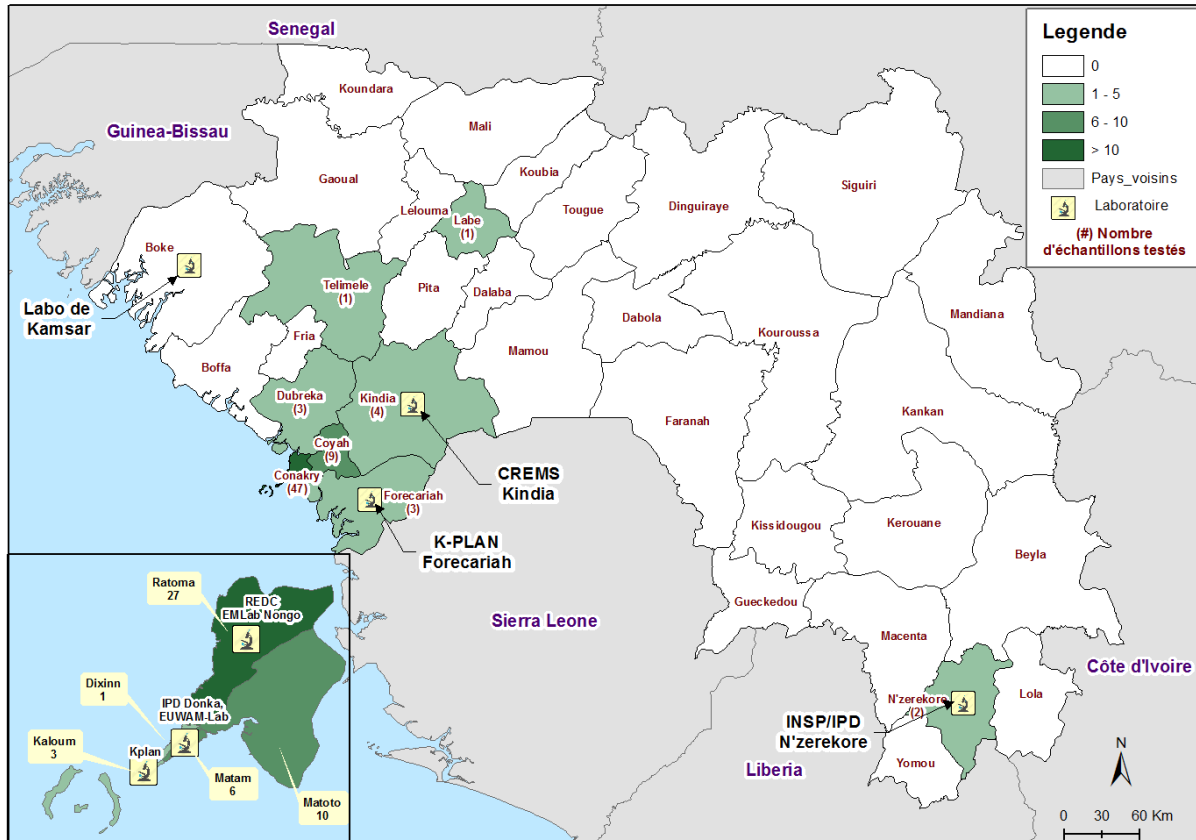 Senegal
Legende
0
1 - 5
6 - 10
> 10
Pays_voisins
Laboratoire
(#) Nombre
d'échantillons testés
Koundara
Mali
Guinea-Bissau
Gaoual
Koubia
Siguiri
Lelouma
Labe
(1)
Tougue
Dinguiraye
Boke
Telimele
(1)
Pita
Dalaba
Labo de
Kamsar
Dabola
Mandiana
Fria
Kouroussa
Boffa
Mamou
Dubreka
(3)
Kindia
(4)
Faranah
Kankan
Coyah
(9)
Conakry
(47)
CREMS
Kindia
Forecariah
(3)
K-PLAN
Forecariah
Kissidougou
Kerouane
Beyla
Ratoma
27
REDC
EMLab Nongo
Gueckedou
Sierra Leone
Macenta
Côte d'Ivoire
Dixinn
1
IPD Donka,
EUWAM-Lab
N'zerekore
(2)
Lola
INSP/IPD
N'zerekore
Kaloum
3
Kplan
Matam
6
Matoto
10
Liberia
Yomou
N
0 30 60 Km